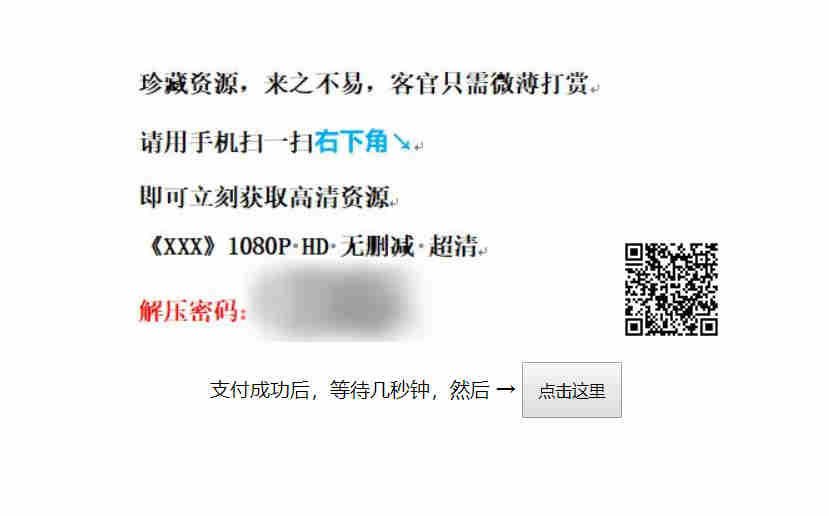 珍藏资源，来之不易，客官只需微薄打赏↵
请用手机扫一扫右下角↘↵
即可立刻获取高清资源↵
《XXX》1080P·HD·无删减·超清↵
解压密码：
支付成功后，等待几秒钟，然后 → 点击这里